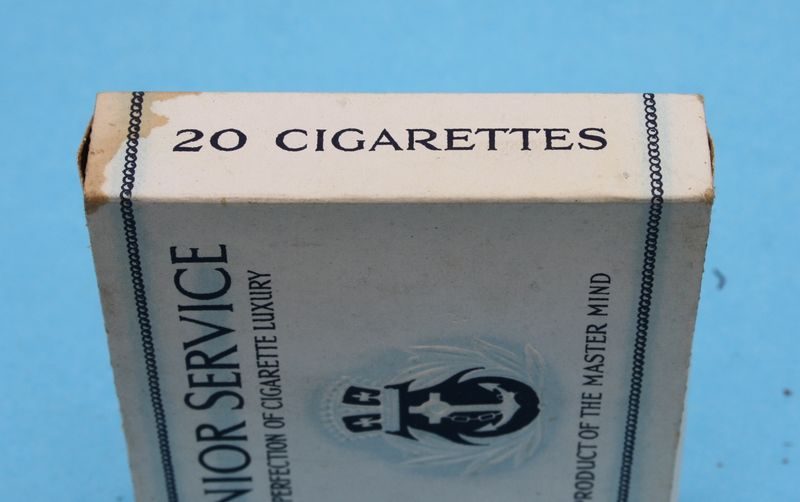 20 CIGARETTES
NIOR SERVICE
PERFECTION OF CIGARETTE LUXURY
PRODUCT OF THE MASTER MIND